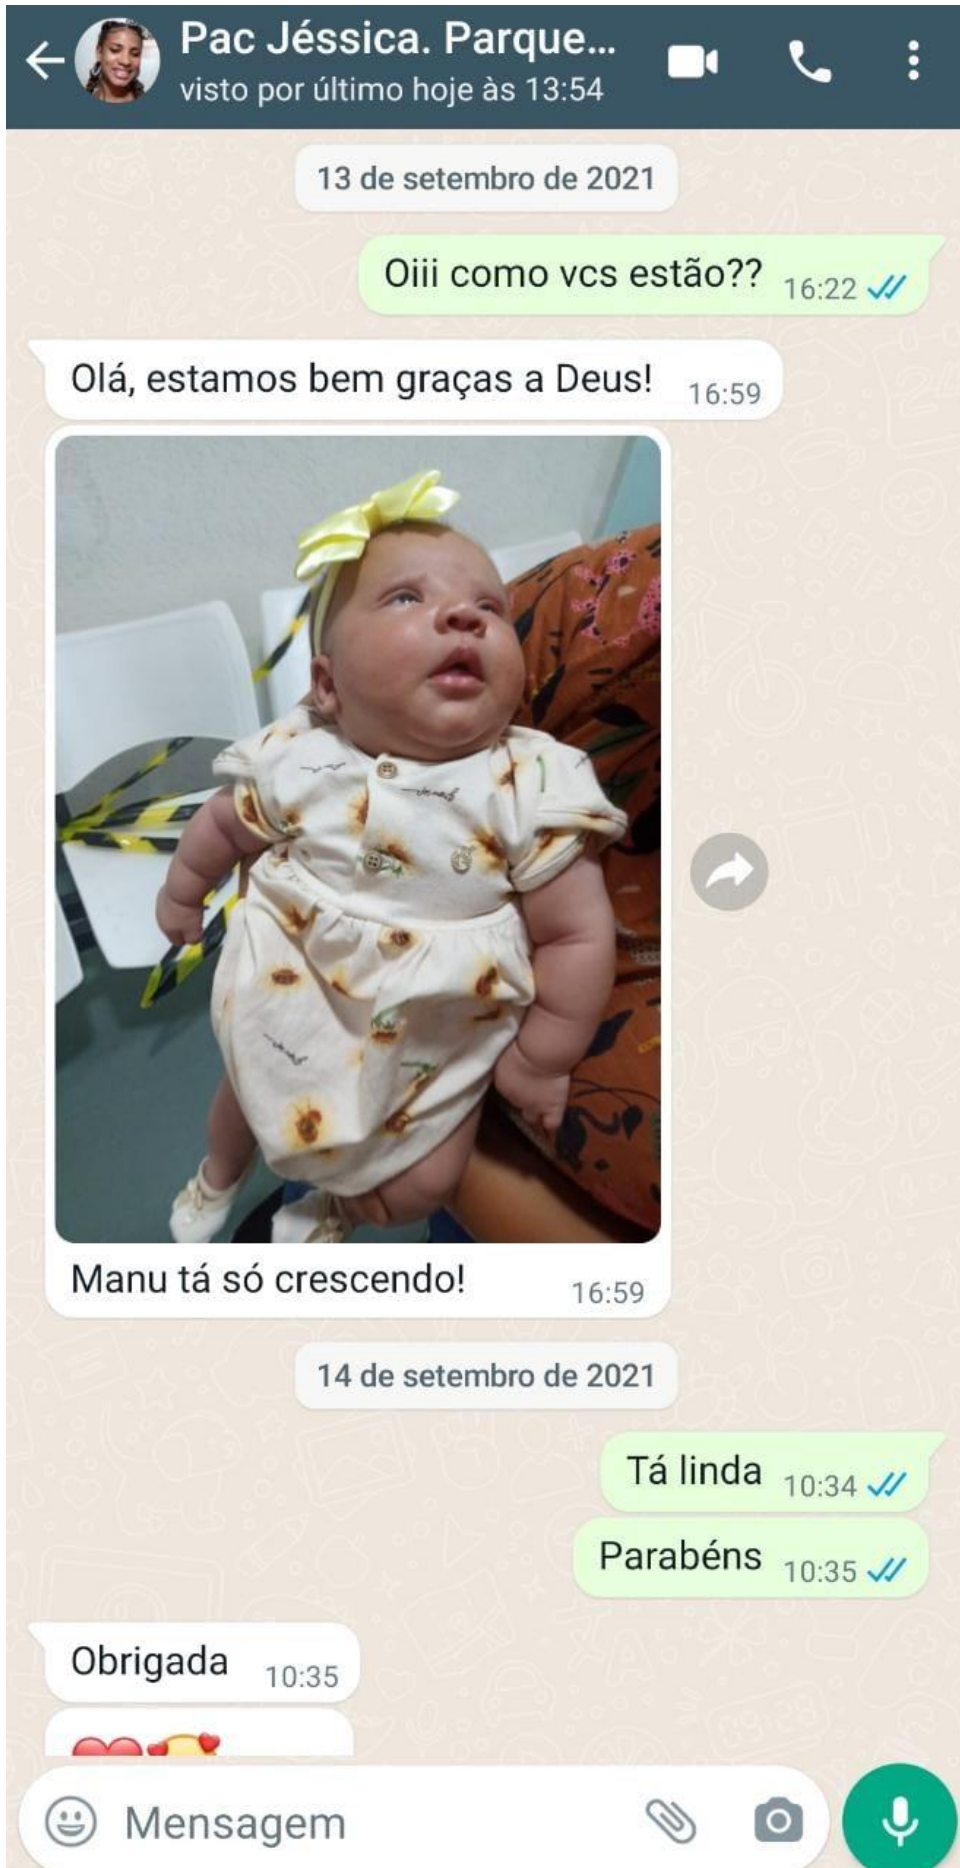 Pac Jéssica. Parque...
visto por último hoje às 13:54
13 de setembro de 2021
Oiii como vcs estão?? 16:22
Olá, estamos bem graças a Deus! 16:59
Manu tá só crescendo! 16:59
14 de setembro de 2021
Tá linda 10:34
Parabéns 10:35
Obrigada 10:35
Mensagem